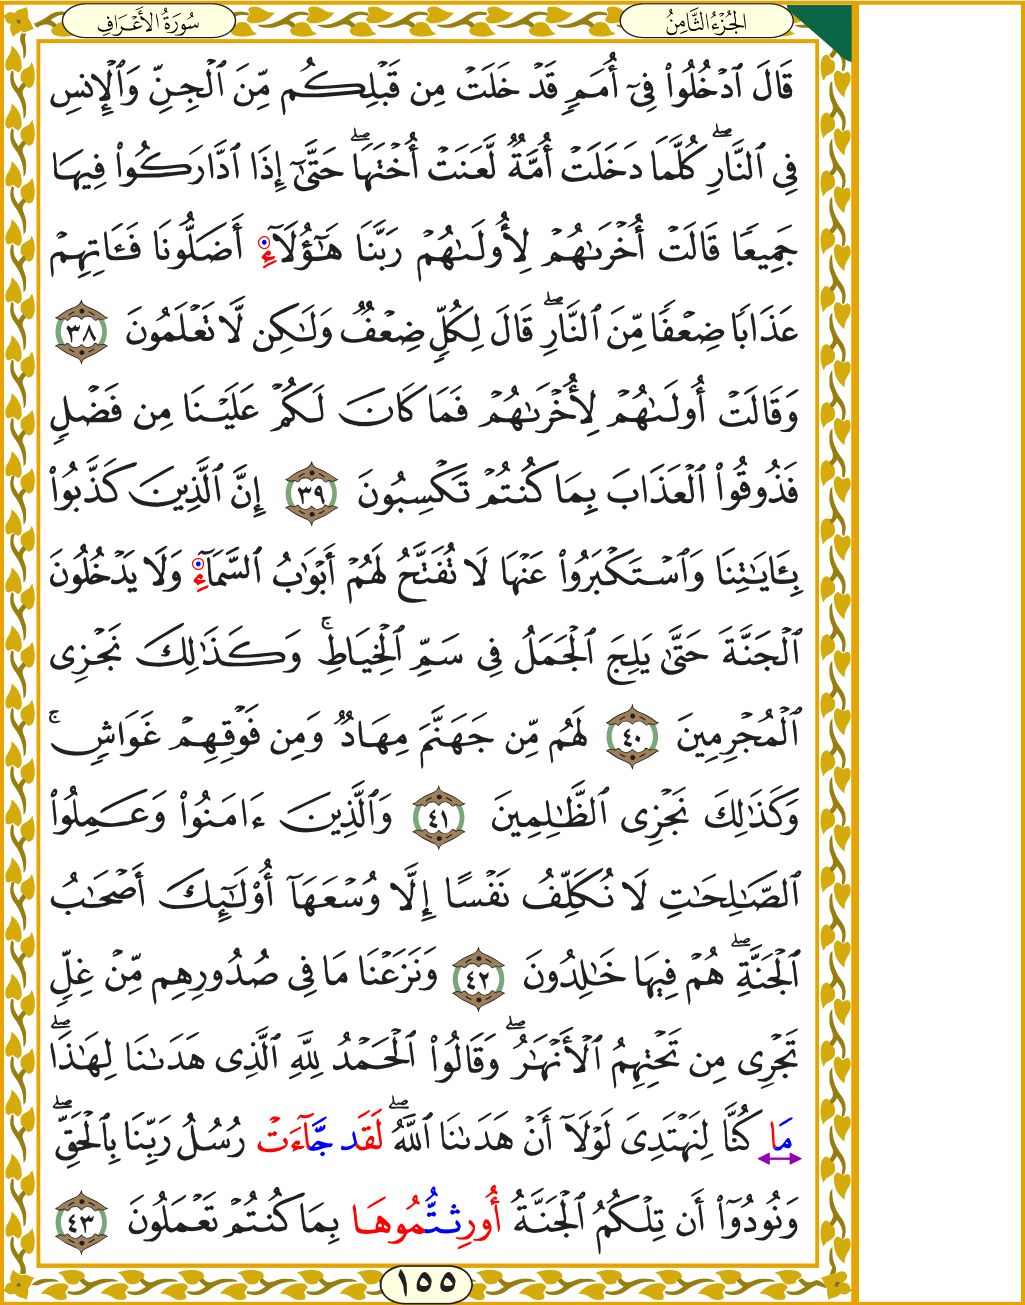 الجُزْءُ الثَّامِنُ
سُورَةُ الأَعْرَافِ
قَالَ ٱدْخُلُوا۟ فِىٓ أُمَمٍ قَدْ خَلَتْ مِن قَبْلِكُم مِّنَ ٱلْجِنِّ وَٱلْإِنسِ
فِى ٱلنَّارِۖ كُلَّمَا دَخَلَتْ أُمَّةٌ لَّعَنَتْ أُخْتَهَاۖ حَتَّىٰٓ إِذَا ٱدَّارَكُوا۟ فِيهَا
جَمِيعًا قَالَتْ أُخْرَىٰهُمْ لِأُولَىٰهُمْ رَبَّنَا هَٰٓؤُلَآءِ أَضَلُّونَا فَـَٔاتِهِمْ
عَذَابًا ضِعْفًا مِّنَ ٱلنَّارِۖ قَالَ لِكُلٍّ ضِعْفٌ وَلَٰكِن لَّا تَعْلَمُونَ ٣٨
وَقَالَتْ أُولَىٰهُمْ لِأُخْرَىٰهُمْ فَمَا كَانَ لَكُمْ عَلَيْنَا مِن فَضْلٍ
فَذُوقُوا۟ ٱلْعَذَابَ بِمَا كُنتُمْ تَكْسِبُونَ ٣٩ إِنَّ ٱلَّذِينَ كَذَّبُوا۟
بِـَٔايَٰتِنَا وَٱسْتَكْبَرُوا۟ عَنْهَا لَا تُفَتَّحُ لَهُمْ أَبْوَٰبُ ٱلسَّمَآءِ وَلَا يَدْخُلُونَ
ٱلْجَنَّةَ حَتَّىٰ يَلِجَ ٱلْجَمَلُ فِى سَمِّ ٱلْخِيَاطِۚ وَكَذَٰلِكَ نَجْزِى
ٱلْمُجْرِمِينَ ٤٠ لَهُم مِّن جَهَنَّمَ مِهَادٌ وَمِن فَوْقِهِمْ غَوَاشٍۚ
وَكَذَٰلِكَ نَجْزِى ٱلظَّٰلِمِينَ ٤١ وَٱلَّذِينَ ءَامَنُوا۟ وَعَمِلُوا۟
ٱلصَّٰلِحَٰتِ لَا نُكَلِّفُ نَفْسًا إِلَّا وُسْعَهَآ أُو۟لَٰٓئِكَ أَصْحَٰبُ
ٱلْجَنَّةِۖ هُمْ فِيهَا خَٰلِدُونَ ٤٢ وَنَزَعْنَا مَا فِى صُدُورِهِم مِّنْ غِلٍّ
تَجْرِى مِن تَحْتِهِمُ ٱلْأَنْهَٰرُۖ وَقَالُوا۟ ٱلْحَمْدُ لِلَّهِ ٱلَّذِى هَدَىٰنَا لِهَٰذَاۖ
مَا كُنَّا لِنَهْتَدِىَ لَوْلَآ أَنْ هَدَىٰنَا ٱللَّهُۖ لَقَد جَّآءَتْ رُسُلُ رَبِّنَا بِٱلْحَقِّۖ
وَنُودُوٓا۟ أَن تِلْكُمُ ٱلْجَنَّةُ أُورِثتُّمُوهَا بِمَا كُنتُمْ تَعْمَلُونَ ٤٣
١٥٥